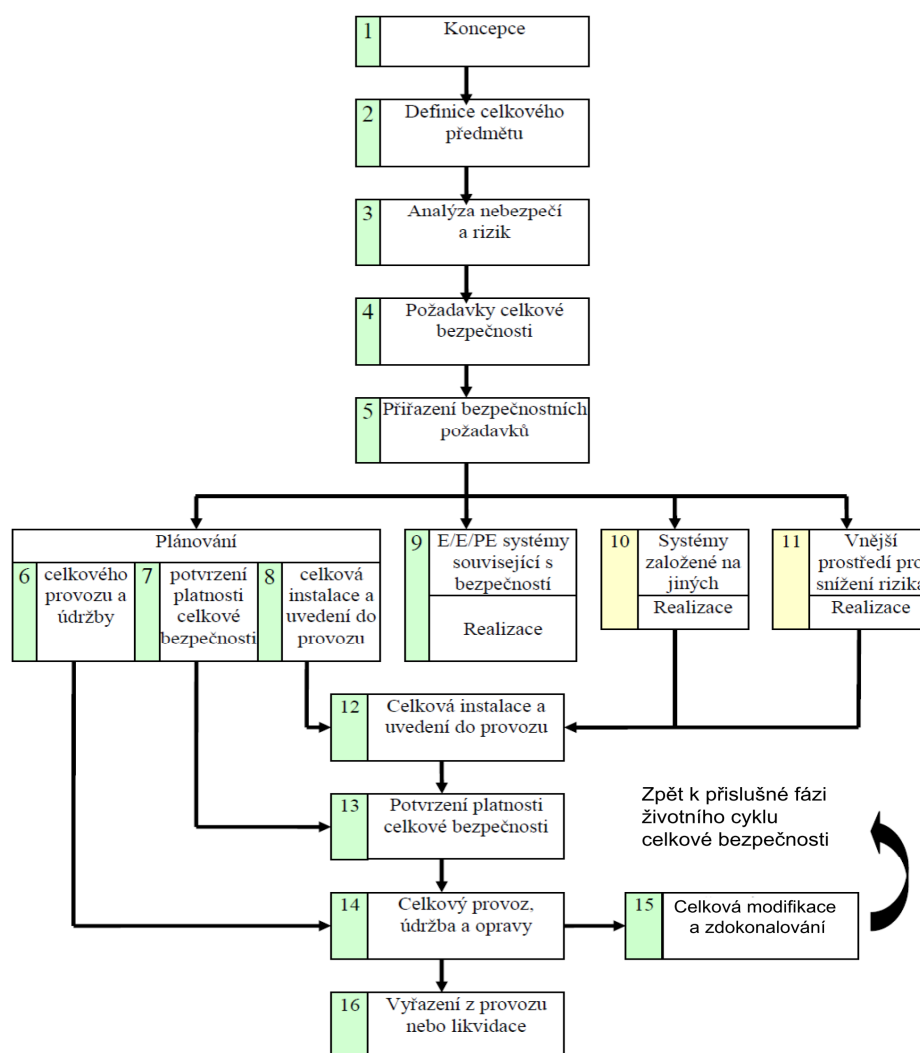 1
Koncepce
2
Definice celkového
předmětu
3
Analýza nebezpečí
a rizik
4
Požadavky celkové
bezpečnosti
5
Přiřazení bezpečnostních
požadavků
Plánování
6
celkového
provozu a
údržby
7
potvrzení
platnosti
celkové
bezpečnosti
8
celková
instalace a
uvedení do
provozu
9
E/E/PE systémy
související s
bezpečností
Realizace
10
Systémy
založené na
jiných
Realizace
11
Vnější
prostředí pro
snížení rizika
Realizace
12
Celková instalace a
uvedení do provozu
13
Potvrzení platnosti
celkové bezpečnosti
Zpět k přislušné fázi
životního cyklu
celkové bezpečnosti
14
Celkový provoz,
údržba a opravy
15
Celková modifikace
a zdokonalování
16
Vyřazení z provozu
nebo likvidace